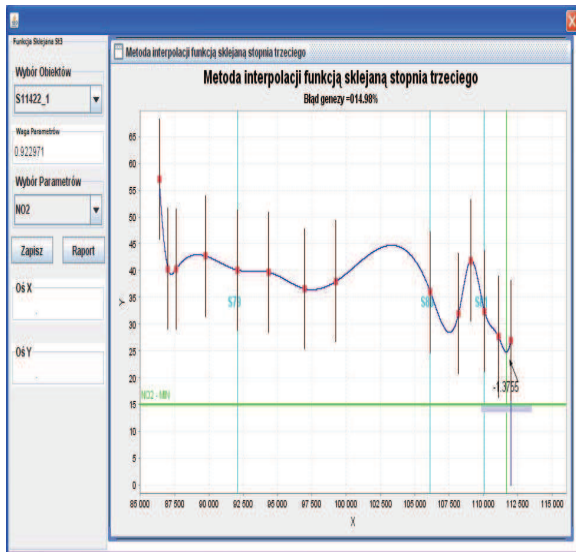 Funkcja Sklejana St3
Wybór Obiektów
S11422_1
Waga Parametrów
0.922971
Wybór Parametrów
NO2
Zapisz Raport
Oś X
Oś Y
Metoda interpolacji funkcją sklejaną stopnia trzeciego
Metoda interpolacji funkcją sklejaną stopnia trzeciego
Błąd genezy =014.98%
65
60
55
50
45
40
35
30
25
20
15
10
5
0
Y
S79 S80 S81
-1.3755
NO2 - MIN
85 000 87 500 90 000 92 500 95 000 97 500 100 000 102 500 105 000 107 500 110 000 112 500 115 000
X